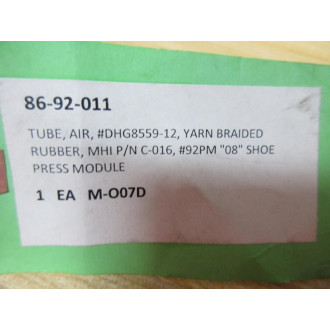 86-92-011
TUBE, AIR, #DHG8559-12, YARN BRAIDED
RUBBER, MHI P/N C-016, #92PM "08" SHOE
PRESS MODULE
1 EA M-O07D